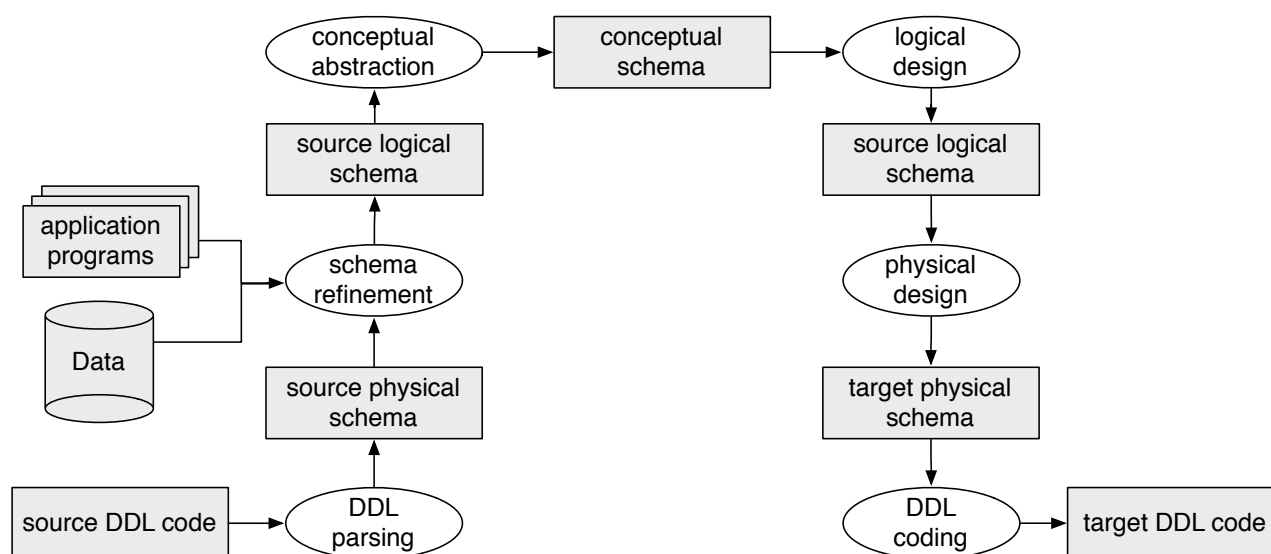 conceptual
abstraction
conceptual
schema
logical
design
source logical
schema
source logical
schema
application
programs
schema
refinement
physical
design
Data
source physical
schema
target physical
schema
source DDL code
DDL
parsing
DDL
coding
target DDL code